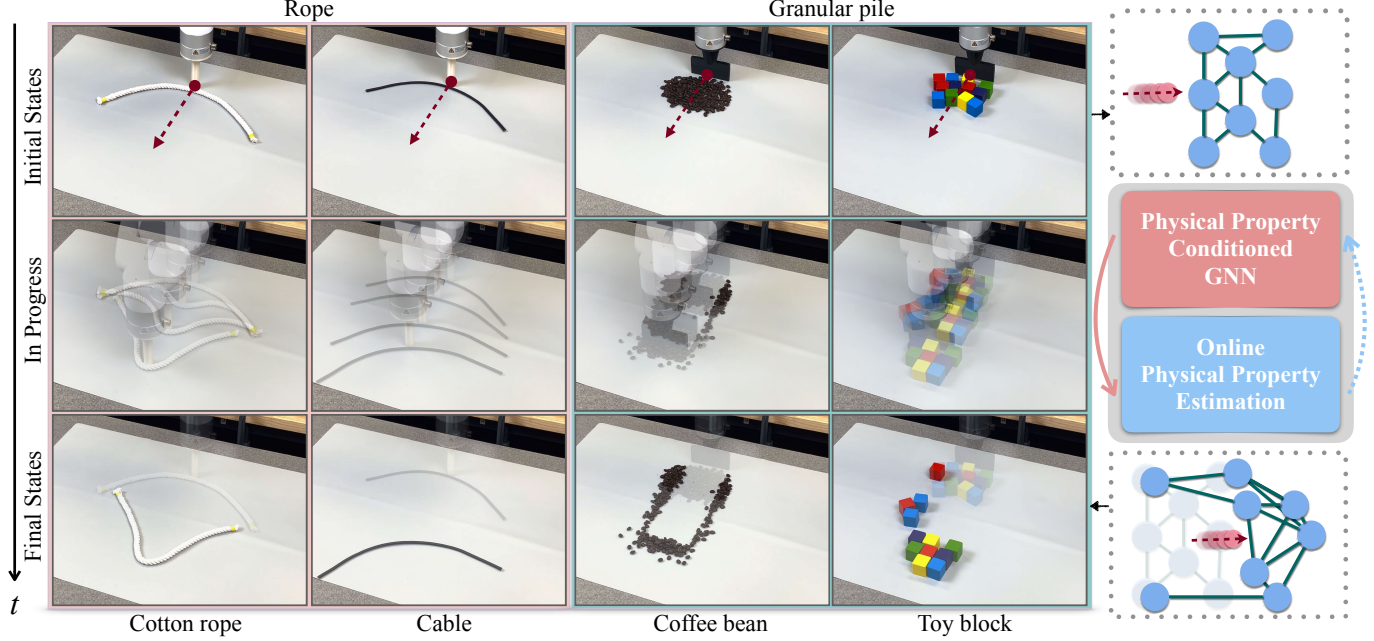 Rope
Granular pile
Initial States
In Progress
Final States
t
Cotton rope
Cable
Coffee bean
Toy block
Physical Property
Conditioned
GNN
Online
Physical Property
Estimation